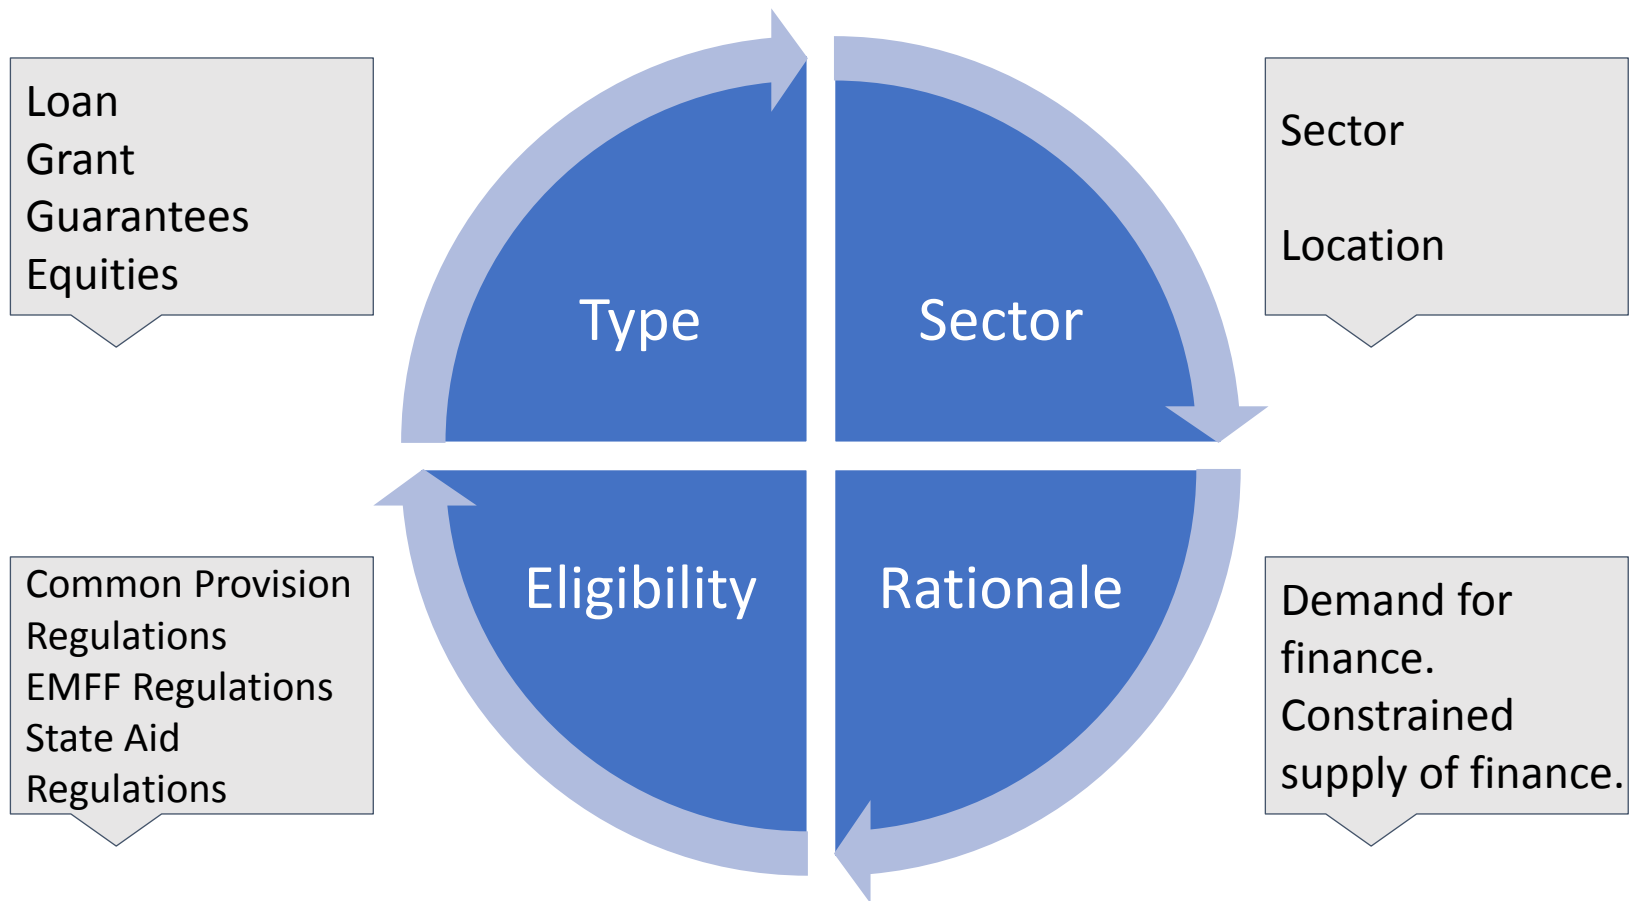 Loan
Grant
Guarantees
Equities
Type
Sector
Sector
Location
Common Provision
Regulations
EMFF Regulations
State Aid
Regulations
Eligibility
Rationale
Demand for
finance.
Constrained
supply of finance.